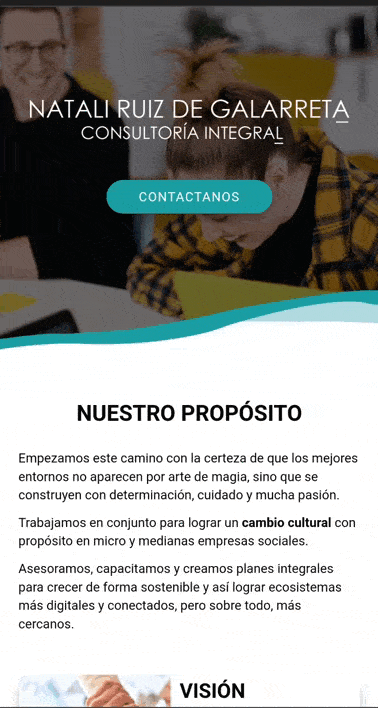 NATALI RUIZ DE GALARRETA
CONSULTORÍA INTEGRAL
CONTACTANOS
NUESTRO PROPÓSITO
Empezamos este camino con la certeza de que los mejores
entornos no aparecen por arte de magia, sino que se
construyen con determinación, cuidado y mucha pasión.
Trabajamos en conjunto para lograr un cambio cultural con
propósito en micro y medianas empresas sociales.
Asesoramos, capacitamos y creamos planes integrales
para crecer de forma sostenible y así lograr ecosistemas
más digitales y conectados, pero sobre todo, más
cercanos.
VISIÓN